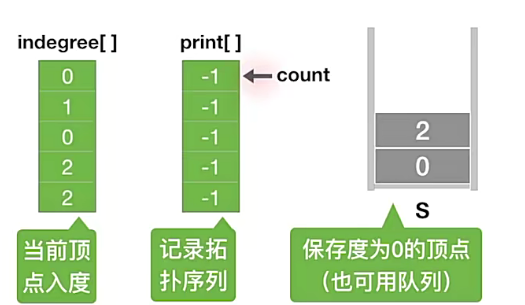 indegree[ ]
0
1
0
2
2
当前顶
点入度
print[ ]
-1
-1
-1
-1
-1
count
记录拓
扑序列
2
0
S
保存度为0的顶点
(也可用队列)